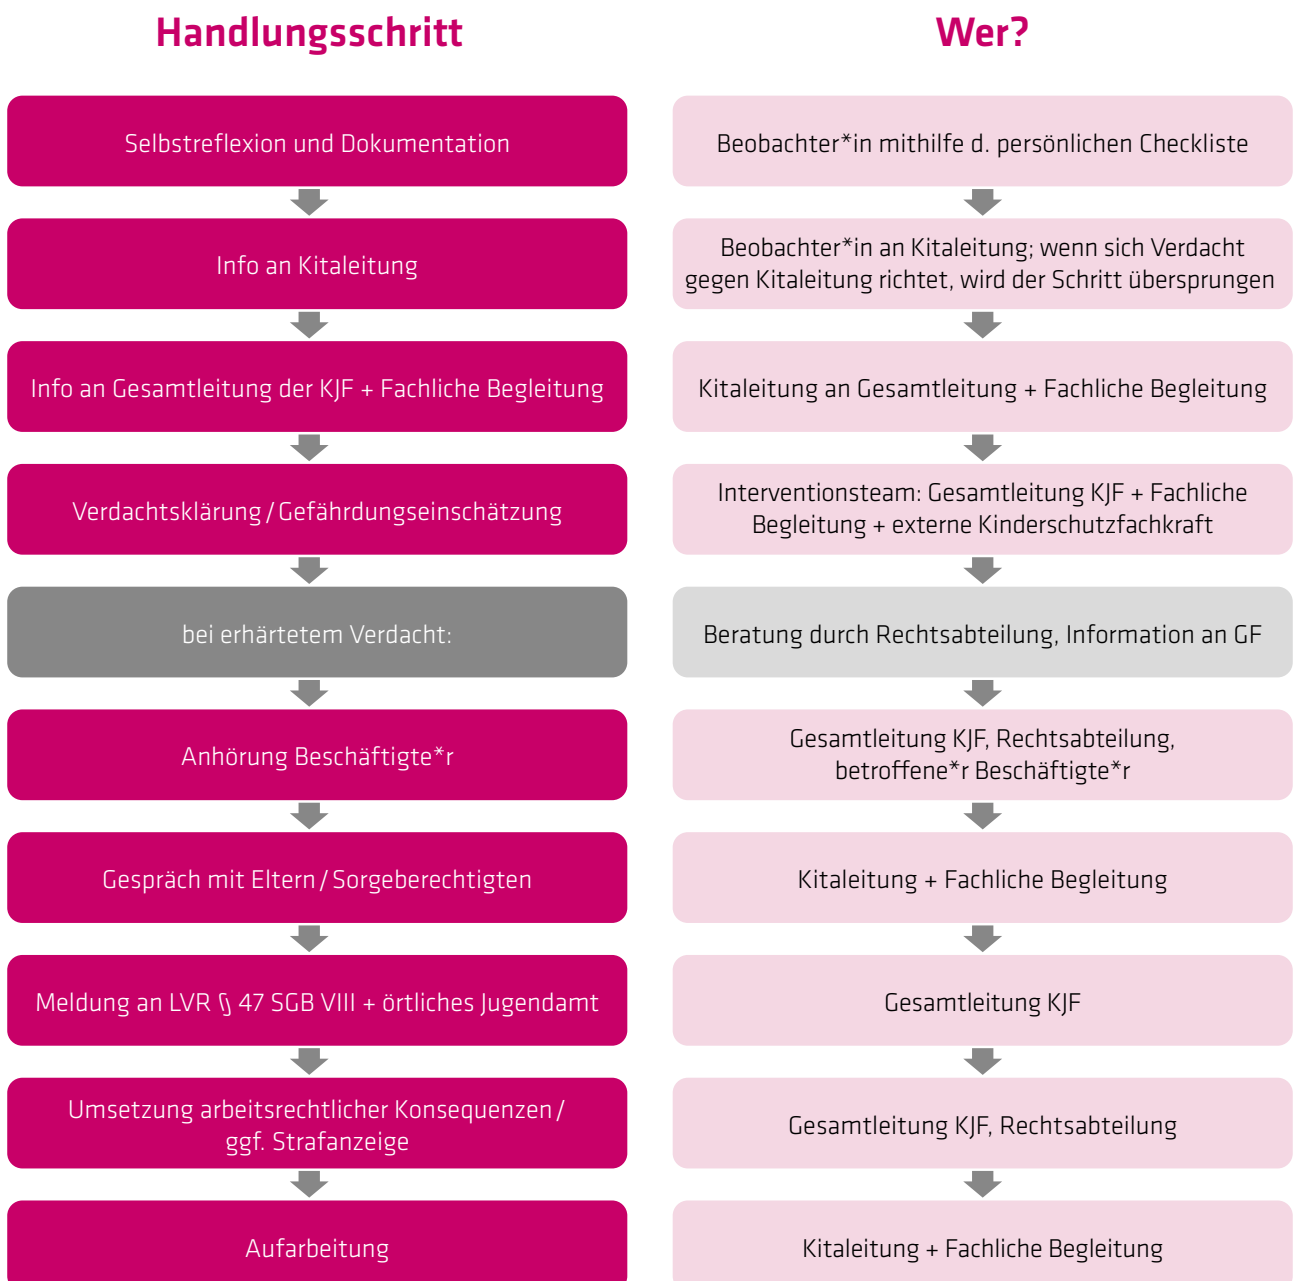 Handlungsschritt
Wer?
Selbstreflexion und Dokumentation
Beobachter*in mithilfe d. persönlichen Checkliste
Info an Kitaleitung
Beobachter*in an Kitaleitung; wenn sich Verdacht
gegen Kitaleitung richtet, wird der Schritt übersprungen
Info an Gesamtleitung der KJF + Fachliche Begleitung
Kitaleitung an Gesamtleitung + Fachliche Begleitung
Verdachtsklärung / Gefährdungseinschätzung
Interventionsteam: Gesamtleitung KJF + Fachliche
Begleitung + externe Kinderschutzfachkraft
bei erhärtetem Verdacht:
Beratung durch Rechtsabteilung, Information an GF
Anhörung Beschäftigte*r
Gesamtleitung KJF, Rechtsabteilung,
betroffene*r Beschäftigte*r
Gespräch mit Eltern / Sorgeberechtigten
Kitaleitung + Fachliche Begleitung
Meldung an LVR § 47 SGB VIII + örtliches Jugendamt
Gesamtleitung KJF
Umsetzung arbeitsrechtlicher Konsequenzen /
ggf. Strafanzeige
Gesamtleitung KJF, Rechtsabteilung
Aufarbeitung
Kitaleitung + Fachliche Begleitung